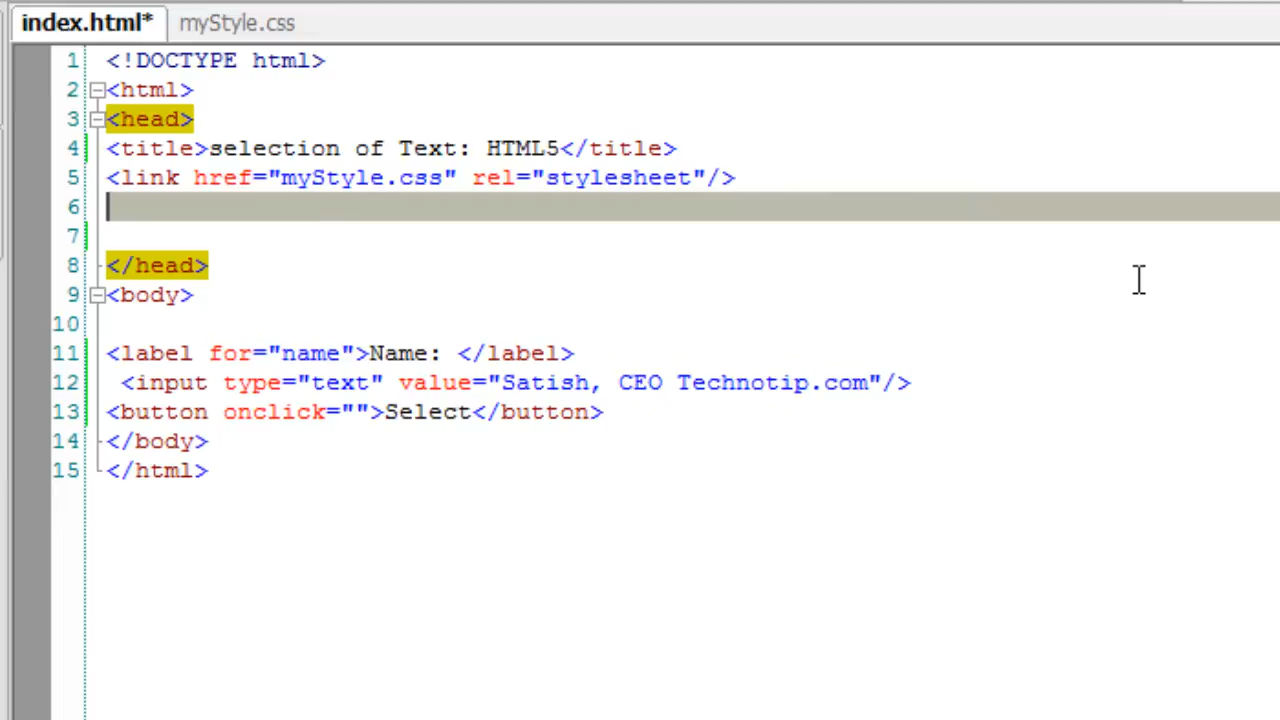 index.html* myStyle.css
1 <!DOCTYPE html>
2 <html>
3 <head>
4 <title>selection of Text: HTML5</title>
5 <link href="myStyle.css" rel="stylesheet"/>
6
7
8 </head>
9 <body>
10
11 <label for="name">Name: </label>
12  <input type="text" value="Satish, CEO Technotip.com"/>
13 <button onclick="">Select</button>
14 </body>
15 </html>